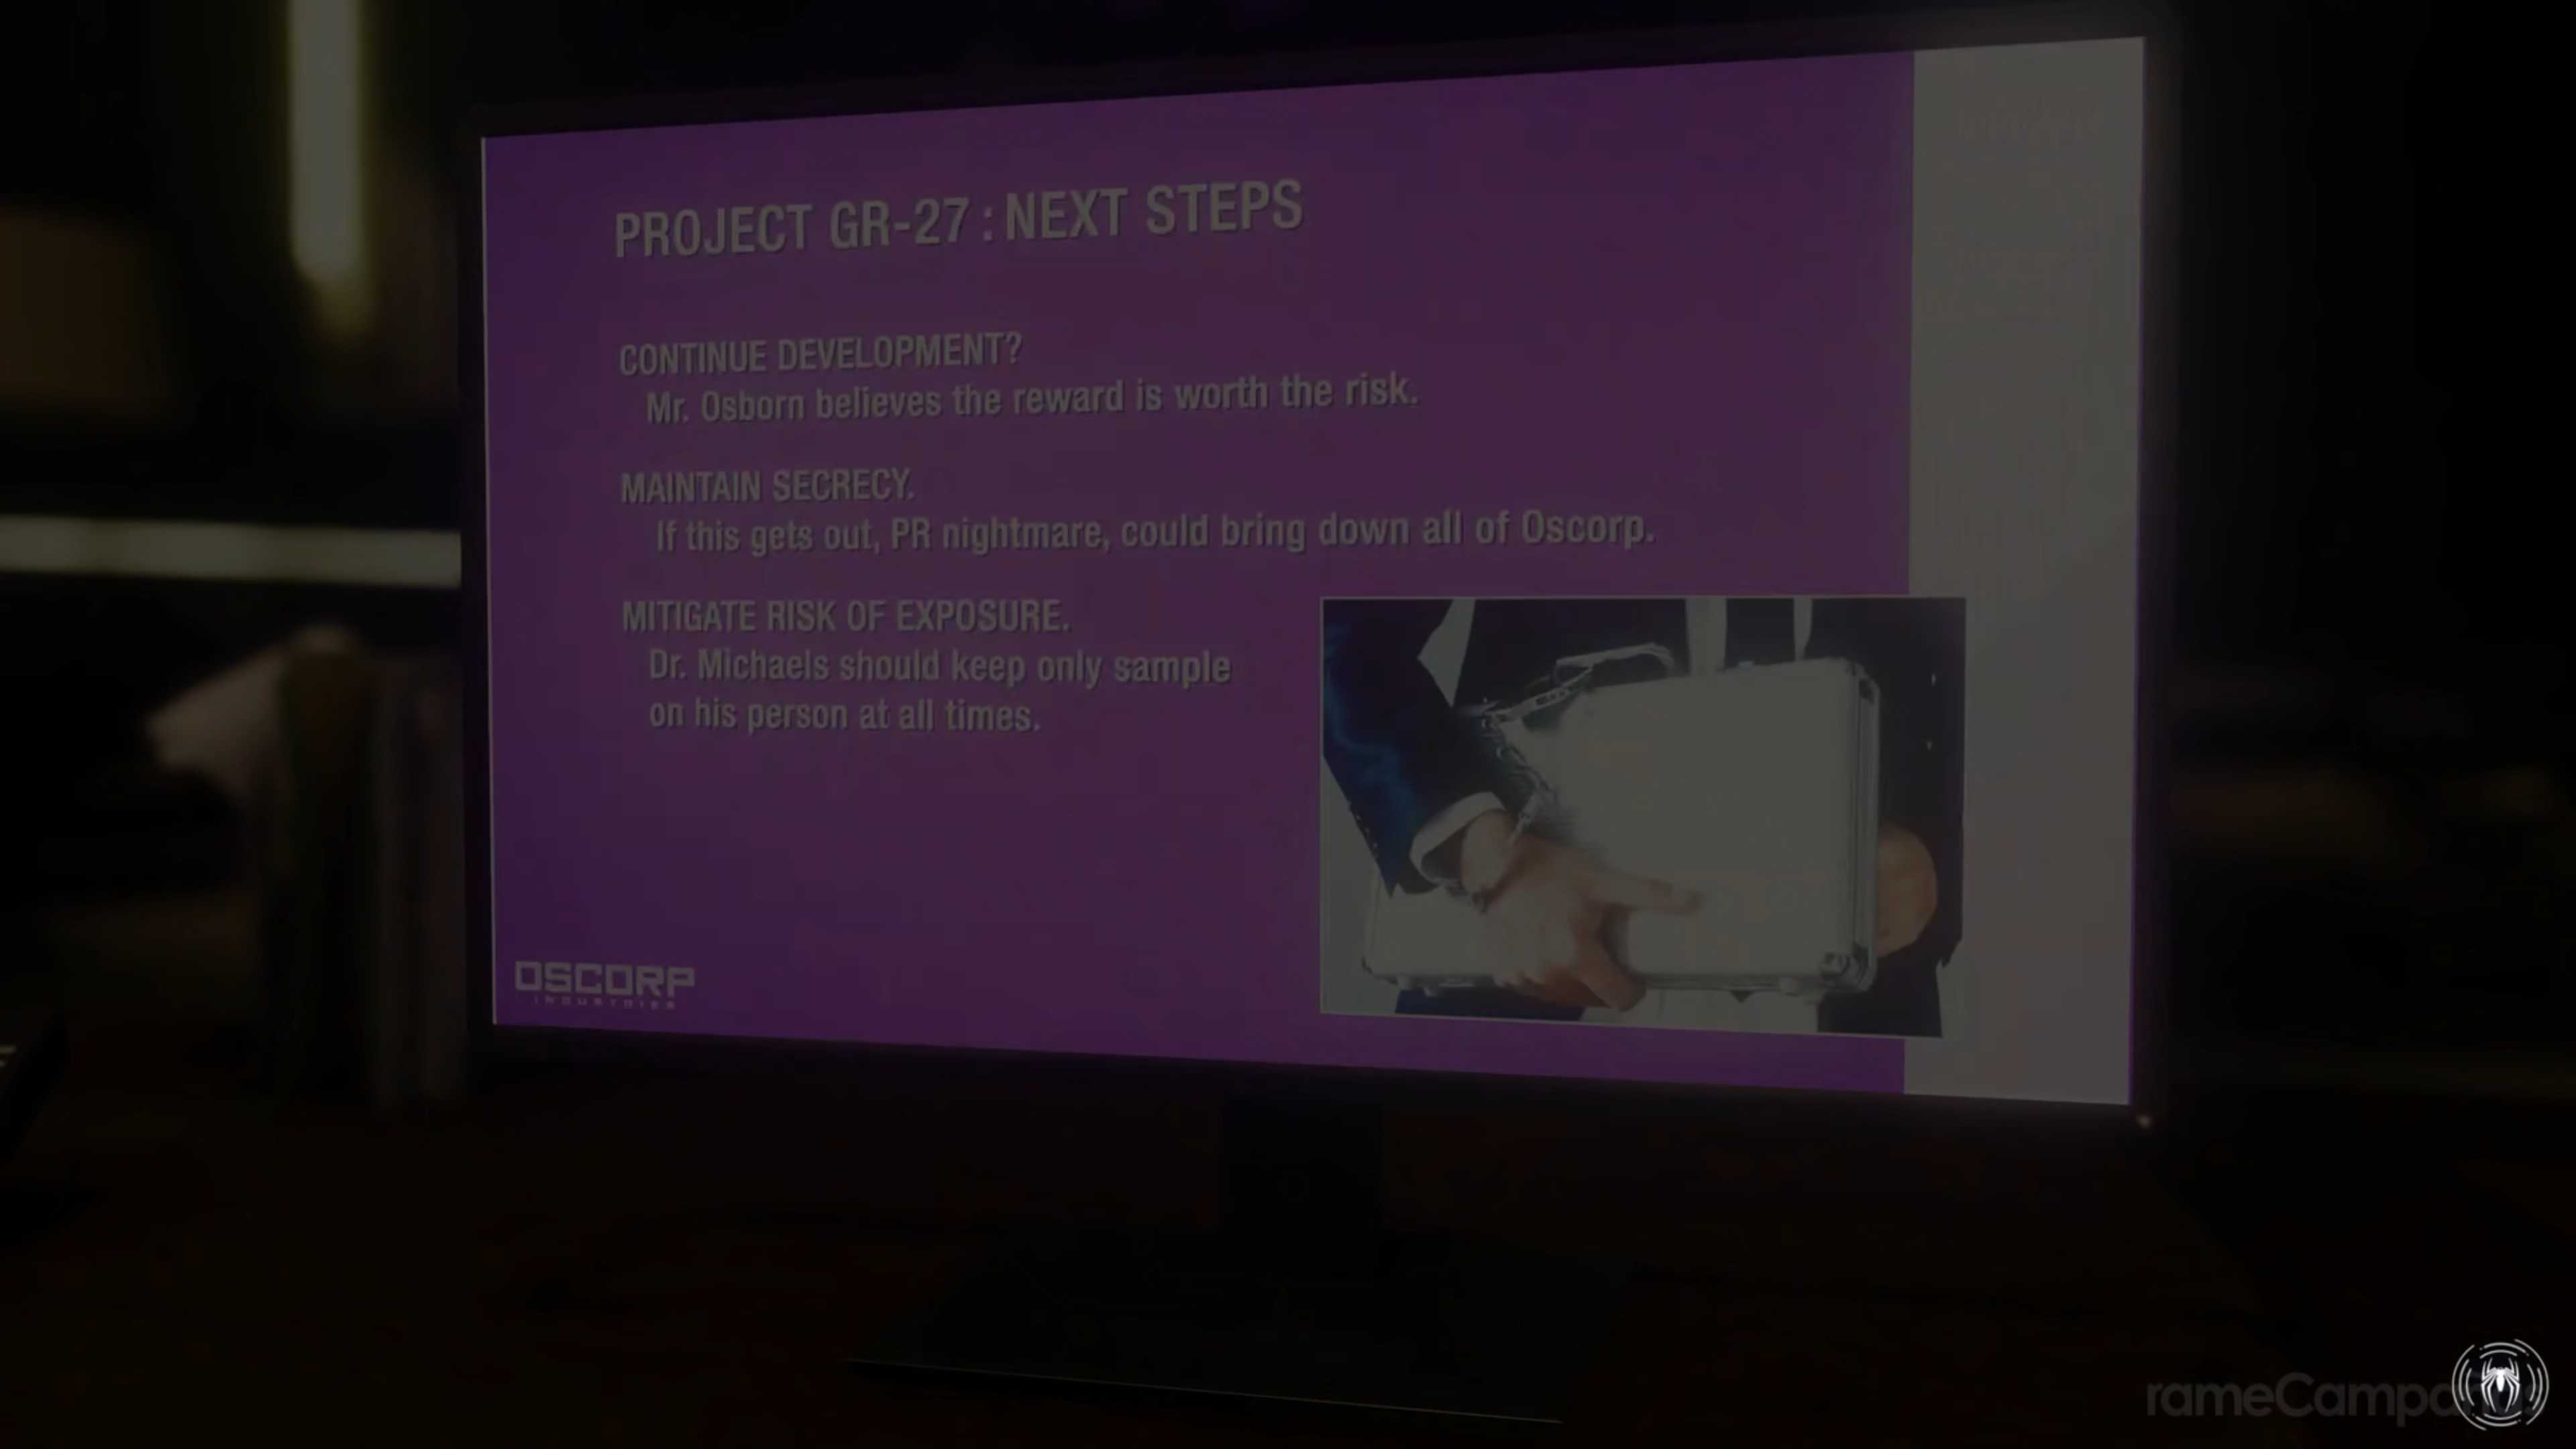 PROJECT GR-27 : NEXT STEPS
CONTINUE DEVELOPMENT?
Mr. Osborn believes the reward is worth the risk.
MAINTAIN SECRECY.
If this gets out, PR nightmare, could bring down all of Oscorp.
MITIGATE RISK OF EXPOSURE.
Dr. Michaels should keep only sample
on his person at all times.
OSCORP
INDUSTRIES